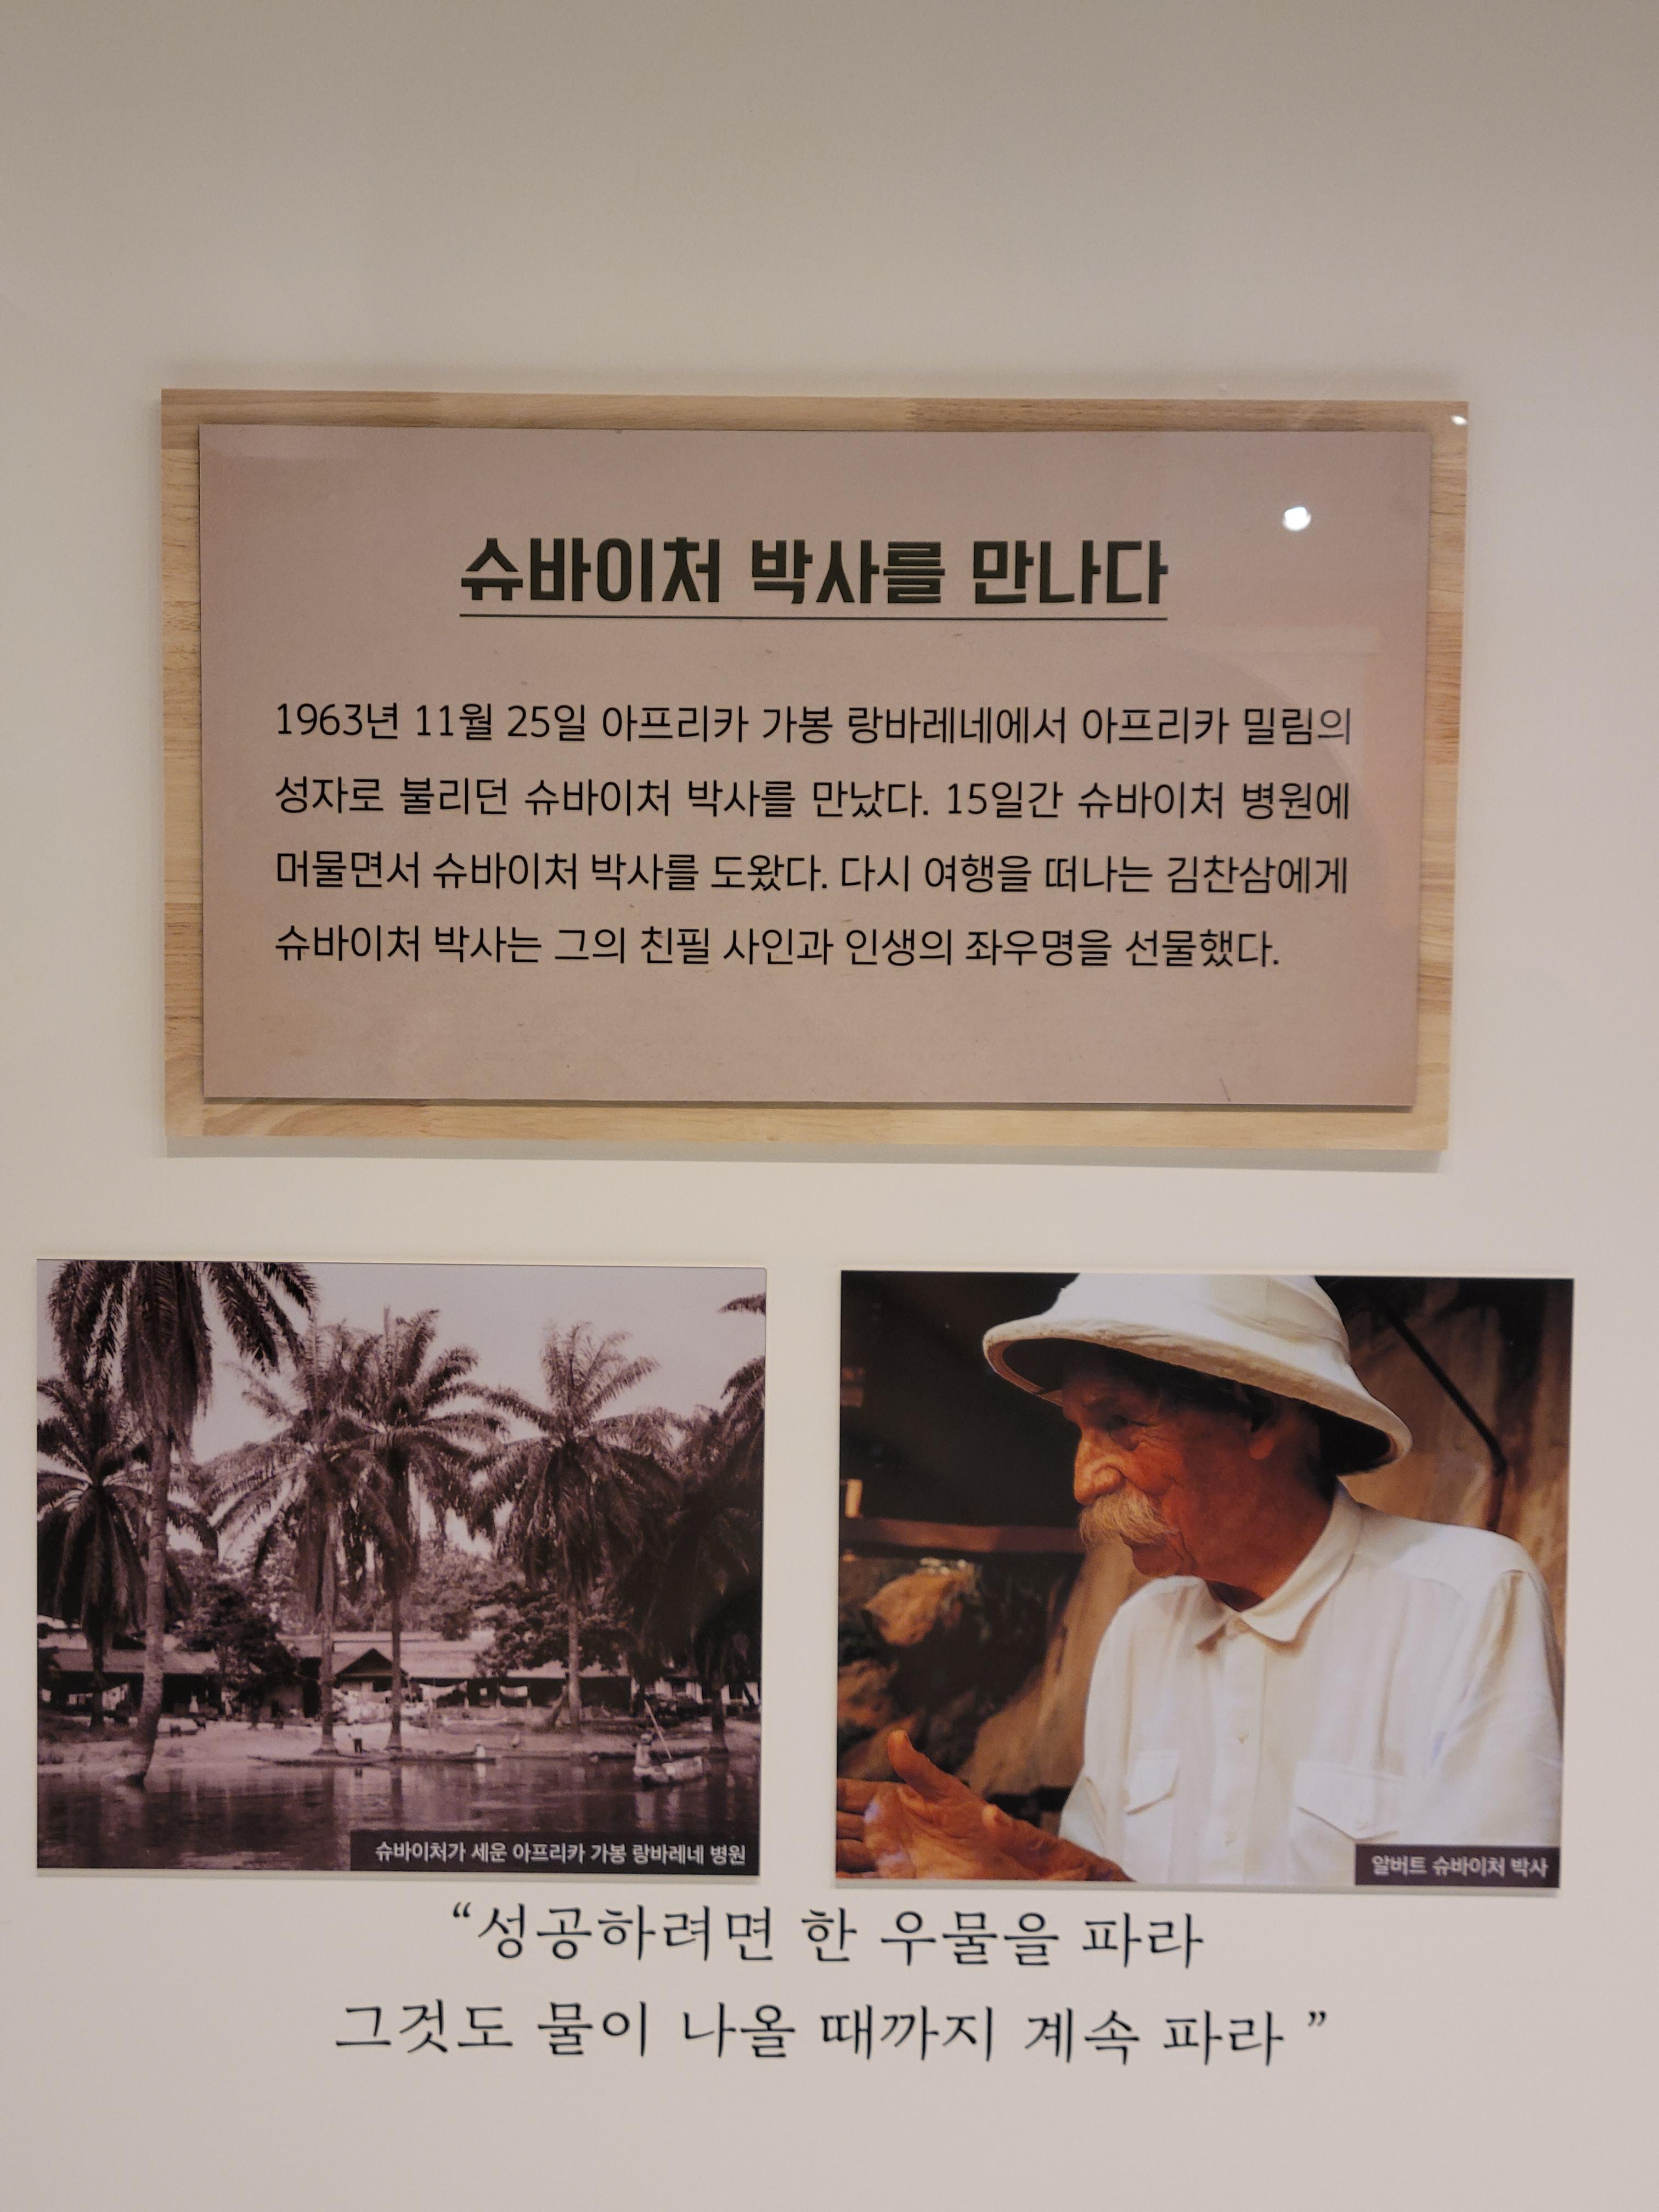 슈바이처 박사를 만나다
1963년 11월 25일 아프리카 가봉 랑바레네에서 아프리카 밀림의
성자로 불리던 슈바이처 박사를 만났다. 15일간 슈바이처 병원에
머물면서 슈바이처 박사를 도왔다. 다시 여행을 떠나는 김찬삼에게
슈바이처 박사는 그의 친필 사인과 인생의 좌우명을 선물했다.
슈바이처가 세운 아프리카 가봉 랑바레네 병원
알버트 슈바이처 박사
“성공하려면 한 우물을 파라
그것도 물이 나올 때까지 계속 파라 ”